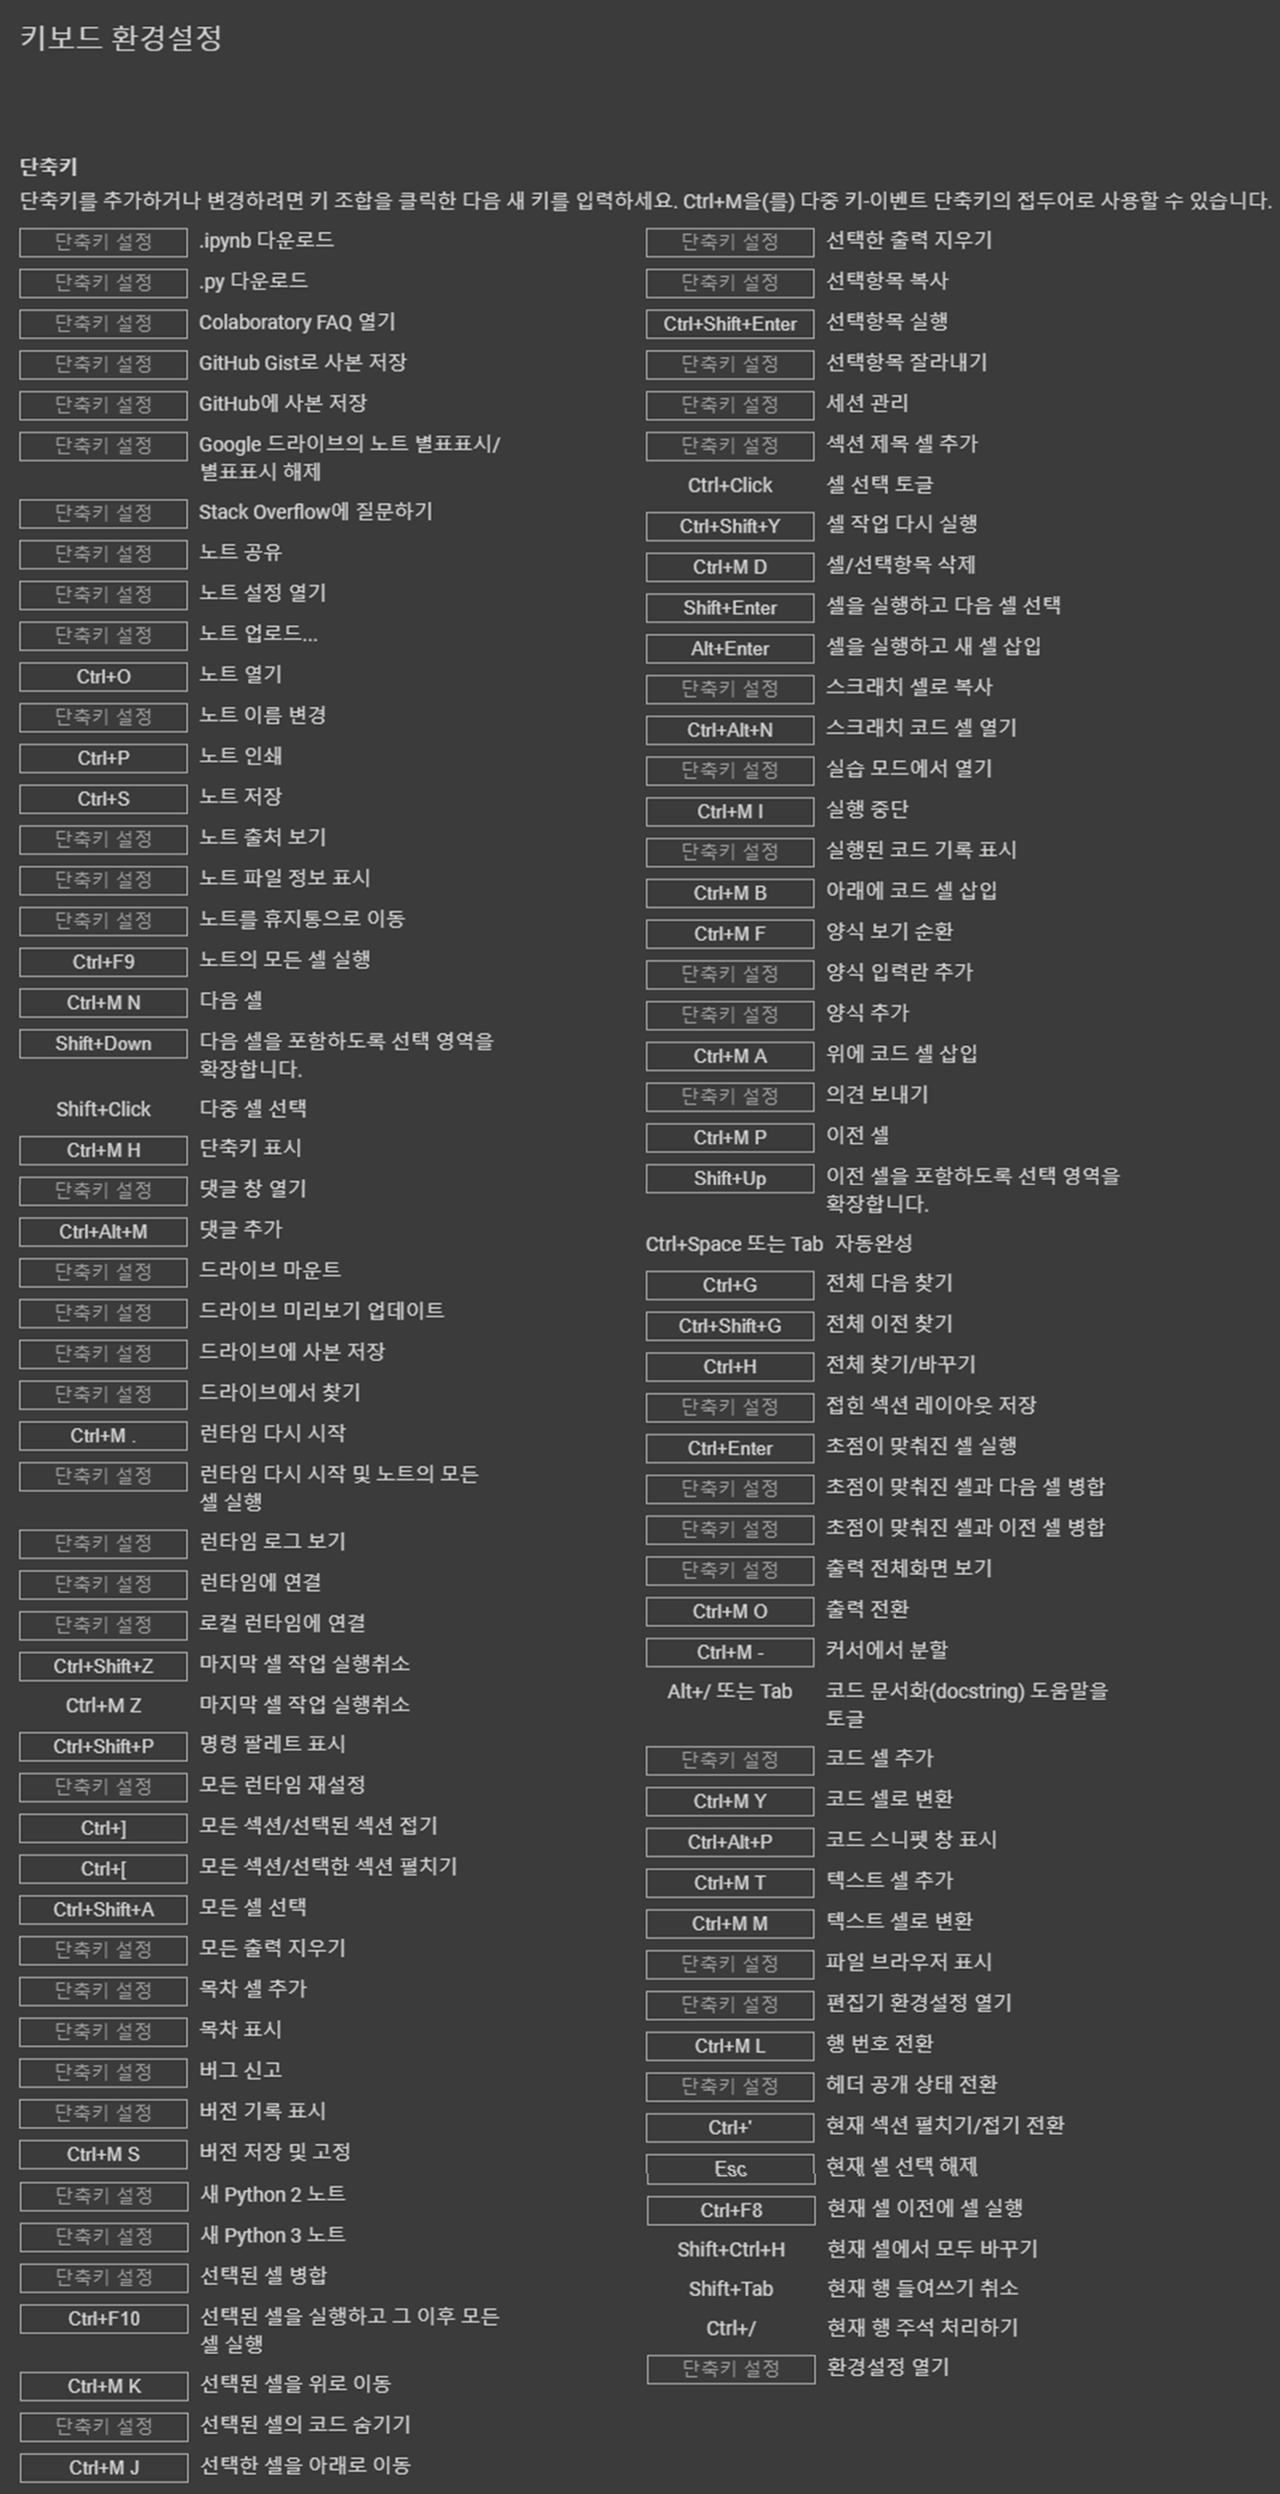 키보드 환경설정
단축키
단축키를 추가하거나 변경하려면 키 조합을 클릭한 다음 새 키를 입력하세요. Ctrl+M을(를) 다중 키-이벤트 단축키의 접두어로 사용할 수 있습니다.
단축키 설정 .ipynb 다운로드
단축키 설정 .py 다운로드
단축키 설정 Colaboratory FAQ 열기
단축키 설정 GitHub Gist로 사본 저장
단축키 설정 GitHub에 사본 저장
단축키 설정 Google 드라이브의 노트 별표표시/
별표표시 해제
단축키 설정 Stack Overflow에 질문하기
단축키 설정 노트 공유
단축키 설정 노트 설정 열기
단축키 설정 노트 업로드...
Ctrl+O 노트 열기
단축키 설정 노트 이름 변경
Ctrl+P 노트 인쇄
Ctrl+S 노트 저장
단축키 설정 노트 출처 보기
단축키 설정 노트 파일 정보 표시
단축키 설정 노트를 휴지통으로 이동
Ctrl+F9 노트의 모든 셀 실행
Ctrl+M N 다음 셀
Shift+Down 다음 셀을 포함하도록 선택 영역을
확장합니다.
Shift+Click 다중 셀 선택
Ctrl+M H 단축키 표시
단축키 설정 댓글 창 열기
Ctrl+Alt+M 댓글 추가
단축키 설정 드라이브 마운트
단축키 설정 드라이브 미리보기 업데이트
단축키 설정 드라이브에 사본 저장
단축키 설정 드라이브에서 찾기
Ctrl+M . 런타임 다시 시작
단축키 설정 런타임 다시 시작 및 노트의 모든
셀 실행
단축키 설정 런타임 로그 보기
단축키 설정 런타임에 연결
단축키 설정 로컬 런타임에 연결
Ctrl+Shift+Z 마지막 셀 작업 실행취소
Ctrl+M Z 마지막 셀 작업 실행취소
Ctrl+Shift+P 명령 팔레트 표시
단축키 설정 모든 런타임 재설정
Ctrl+] 모든 섹션/선택된 섹션 접기
Ctrl+[ 모든 섹션/선택한 섹션 펼치기
Ctrl+Shift+A 모든 셀 선택
단축키 설정 모든 출력 지우기
단축키 설정 목차 셀 추가
단축키 설정 목차 표시
단축키 설정 버그 신고
단축키 설정 버전 기록 표시
Ctrl+M S 버전 저장 및 고정
단축키 설정 새 Python 2 노트
단축키 설정 새 Python 3 노트
단축키 설정 선택된 셀 병합
Ctrl+F10 선택된 셀을 실행하고 그 이후 모든
셀 실행
Ctrl+M K 선택된 셀을 위로 이동
단축키 설정 선택된 셀의 코드 숨기기
Ctrl+M J 선택한 셀을 아래로 이동
단축키 설정 선택한 출력 지우기
단축키 설정 선택항목 복사
Ctrl+Shift+Enter 선택항목 실행
단축키 설정 선택항목 잘라내기
단축키 설정 세션 관리
단축키 설정 섹션 제목 셀 추가
Ctrl+Click 셀 선택 토글
Ctrl+Shift+Y 셀 작업 다시 실행
Ctrl+M D 셀/선택항목 삭제
Shift+Enter 셀을 실행하고 다음 셀 선택
Alt+Enter 셀을 실행하고 새 셀 삽입
단축키 설정 스크래치 셀로 복사
Ctrl+Alt+N 스크래치 코드 셀 열기
단축키 설정 실습 모드에서 열기
Ctrl+M I 실행 중단
단축키 설정 실행된 코드 기록 표시
Ctrl+M B 아래에 코드 셀 삽입
Ctrl+M F 양식 보기 순환
단축키 설정 양식 입력란 추가
단축키 설정 양식 추가
Ctrl+M A 위에 코드 셀 삽입
단축키 설정 의견 보내기
Ctrl+M P 이전 셀
Shift+Up 이전 셀을 포함하도록 선택 영역을
확장합니다.
Ctrl+Space 또는 Tab 자동완성
Ctrl+G 전체 다음 찾기
Ctrl+Shift+G 전체 이전 찾기
Ctrl+H 전체 찾기/바꾸기
단축키 설정 접힌 섹션 레이아웃 저장
Ctrl+Enter 초점이 맞춰진 셀 실행
단축키 설정 초점이 맞춰진 셀과 다음 셀 병합
단축키 설정 초점이 맞춰진 셀과 이전 셀 병합
단축키 설정 출력 전체화면 보기
Ctrl+M O 출력 전환
Ctrl+M - 커서에서 분할
Alt+/ 또는 Tab 코드 문서화(docstring) 도움말을
토글
단축키 설정 코드 셀 추가
Ctrl+M Y 코드 셀로 변환
Ctrl+Alt+P 코드 스니펫 창 표시
Ctrl+M T 텍스트 셀 추가
Ctrl+M M 텍스트 셀로 변환
단축키 설정 파일 브라우저 표시
단축키 설정 편집기 환경설정 열기
Ctrl+M L 행 번호 전환
단축키 설정 헤더 공개 상태 전환
Ctrl+' 현재 섹션 펼치기/접기 전환
Esc 현재 셀 선택 해제
Ctrl+F8 현재 셀 이전에 셀 실행
Shift+Ctrl+H 현재 셀에서 모두 바꾸기
Shift+Tab 현재 행 들여쓰기 취소
Ctrl+/ 현재 행 주석 처리하기
단축키 설정 환경설정 열기